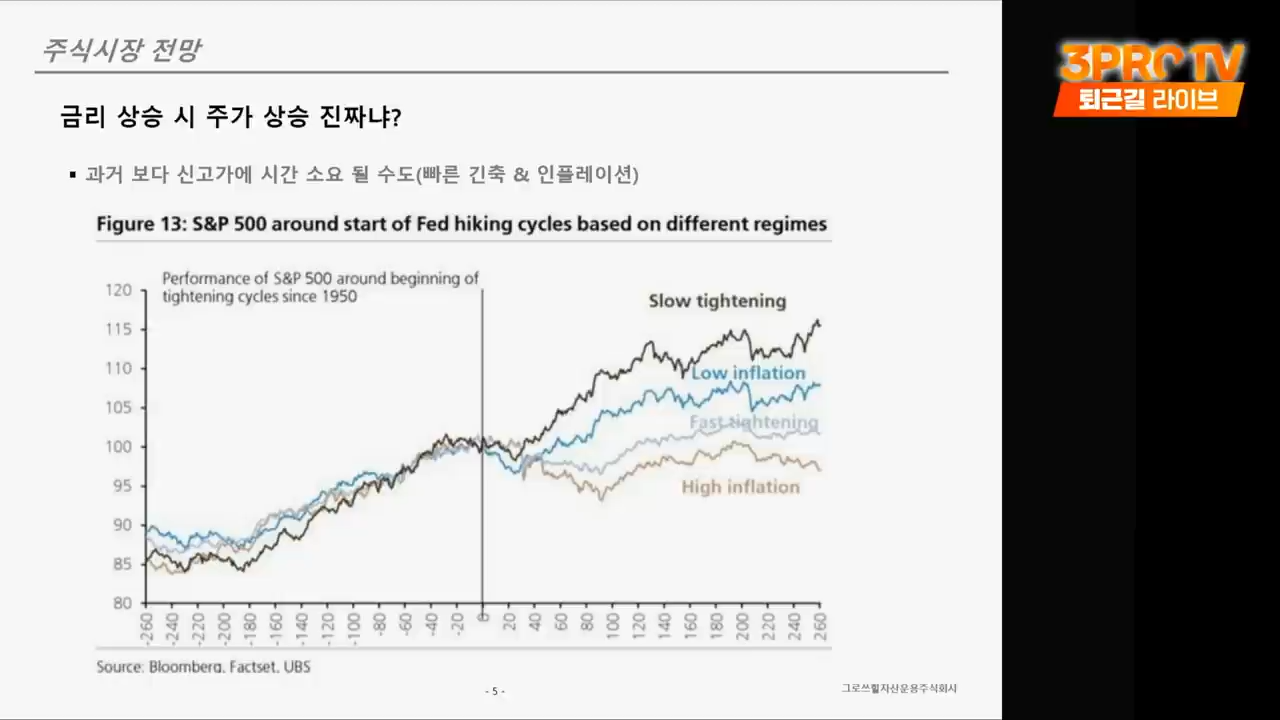 주식시장 전망
3PRO TV
퇴근길 라이브
금리 상승 시 주가 상승 진짜냐?
▪ 과거 보다 신고가에 시간 소요 될 수도(빠른 긴축 & 인플레이션)
Figure 13: S&P 500 around start of Fed hiking cycles based on different regimes
Performance of S&P 500 around beginning of
tightening cycles since 1950
120
115
110
105
100
95
90
85
80
Slow tightening
Low inflation
Fast tightening
High inflation
-260 -240 -220 -200 -180 -160 -140 -120 -100 -80 -60 -40 -20 0 20 40 60 80 100 120 140 160 180 200 220 240 260
Source: Bloomberg, Factset, UBS
- 5 -
그로쓰힐자산운용주식회사